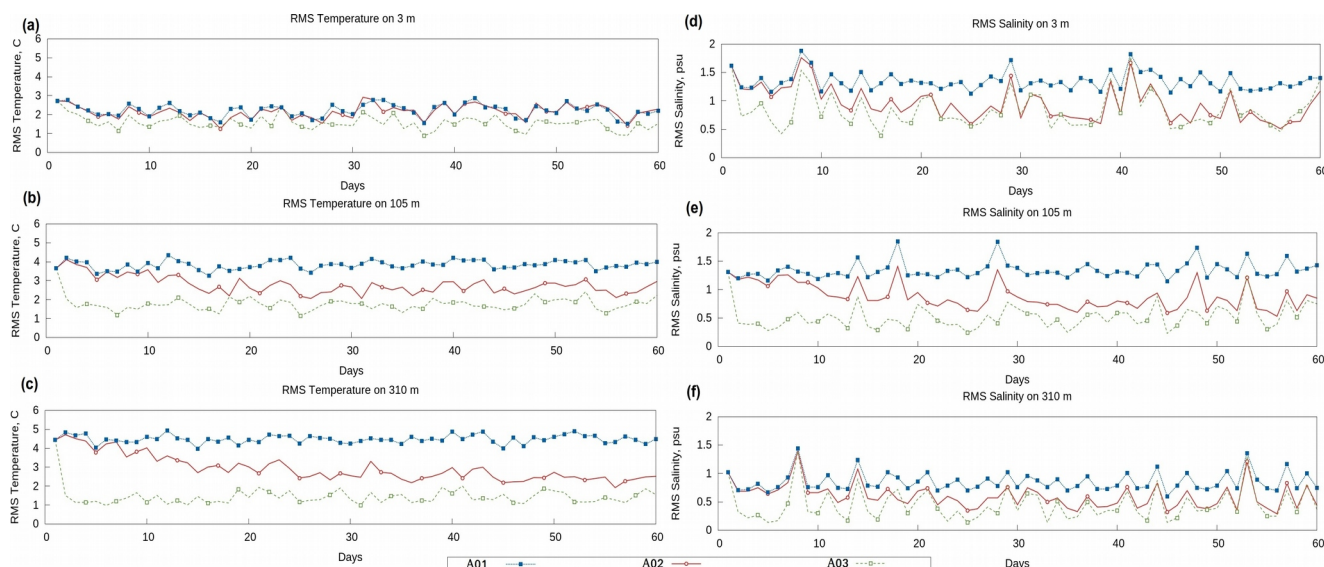 (a)
RMS Temperature on 3 m
RMS Temperature, C
6
5
4
3
2
1
0
0 10 20 30 40 50 60
Days
(b)
RMS Temperature on 105 m
RMS Temperature, C
6
5
4
3
2
1
0
0 10 20 30 40 50 60
Days
(c)
RMS Temperature on 310 m
RMS Temperature, C
6
5
4
3
2
1
0
0 10 20 30 40 50 60
Days
(d)
RMS Salinity on 3 m
RMS Salinity, psu
2
1.5
1
0.5
0
0 10 20 30 40 50 60
Days
(e)
RMS Salinity on 105 m
RMS Salinity, psu
2
1.5
1
0.5
0
0 10 20 30 40 50 60
Days
(f)
RMS Salinity on 310 m
RMS Salinity, psu
2
1.5
1
0.5
0
0 10 20 30 40 50 60
Days
A01 A02 A03